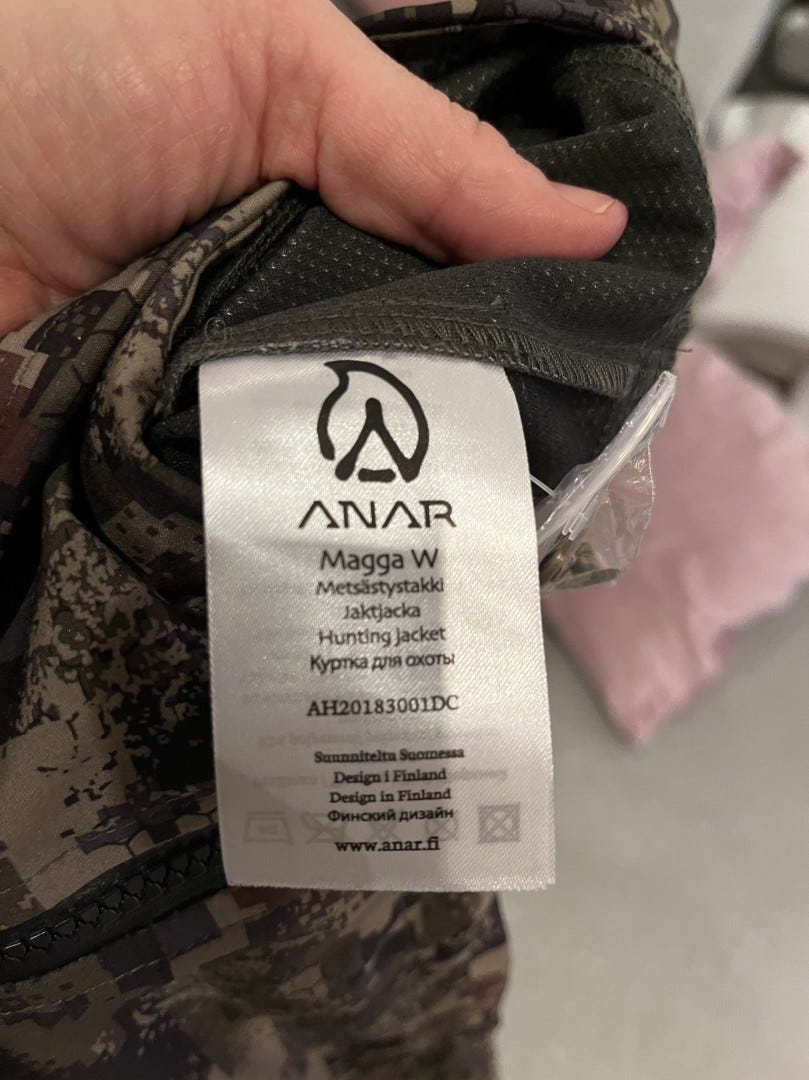 ANAR
Magga W
Metsästystakki
Jaktjacka
Hunting jacket
Куртка для охоты
AH20183001DC
Suunniteltu Suomessa
Design i Finland
Design in Finland
Финский дизайн
www.anar.fi